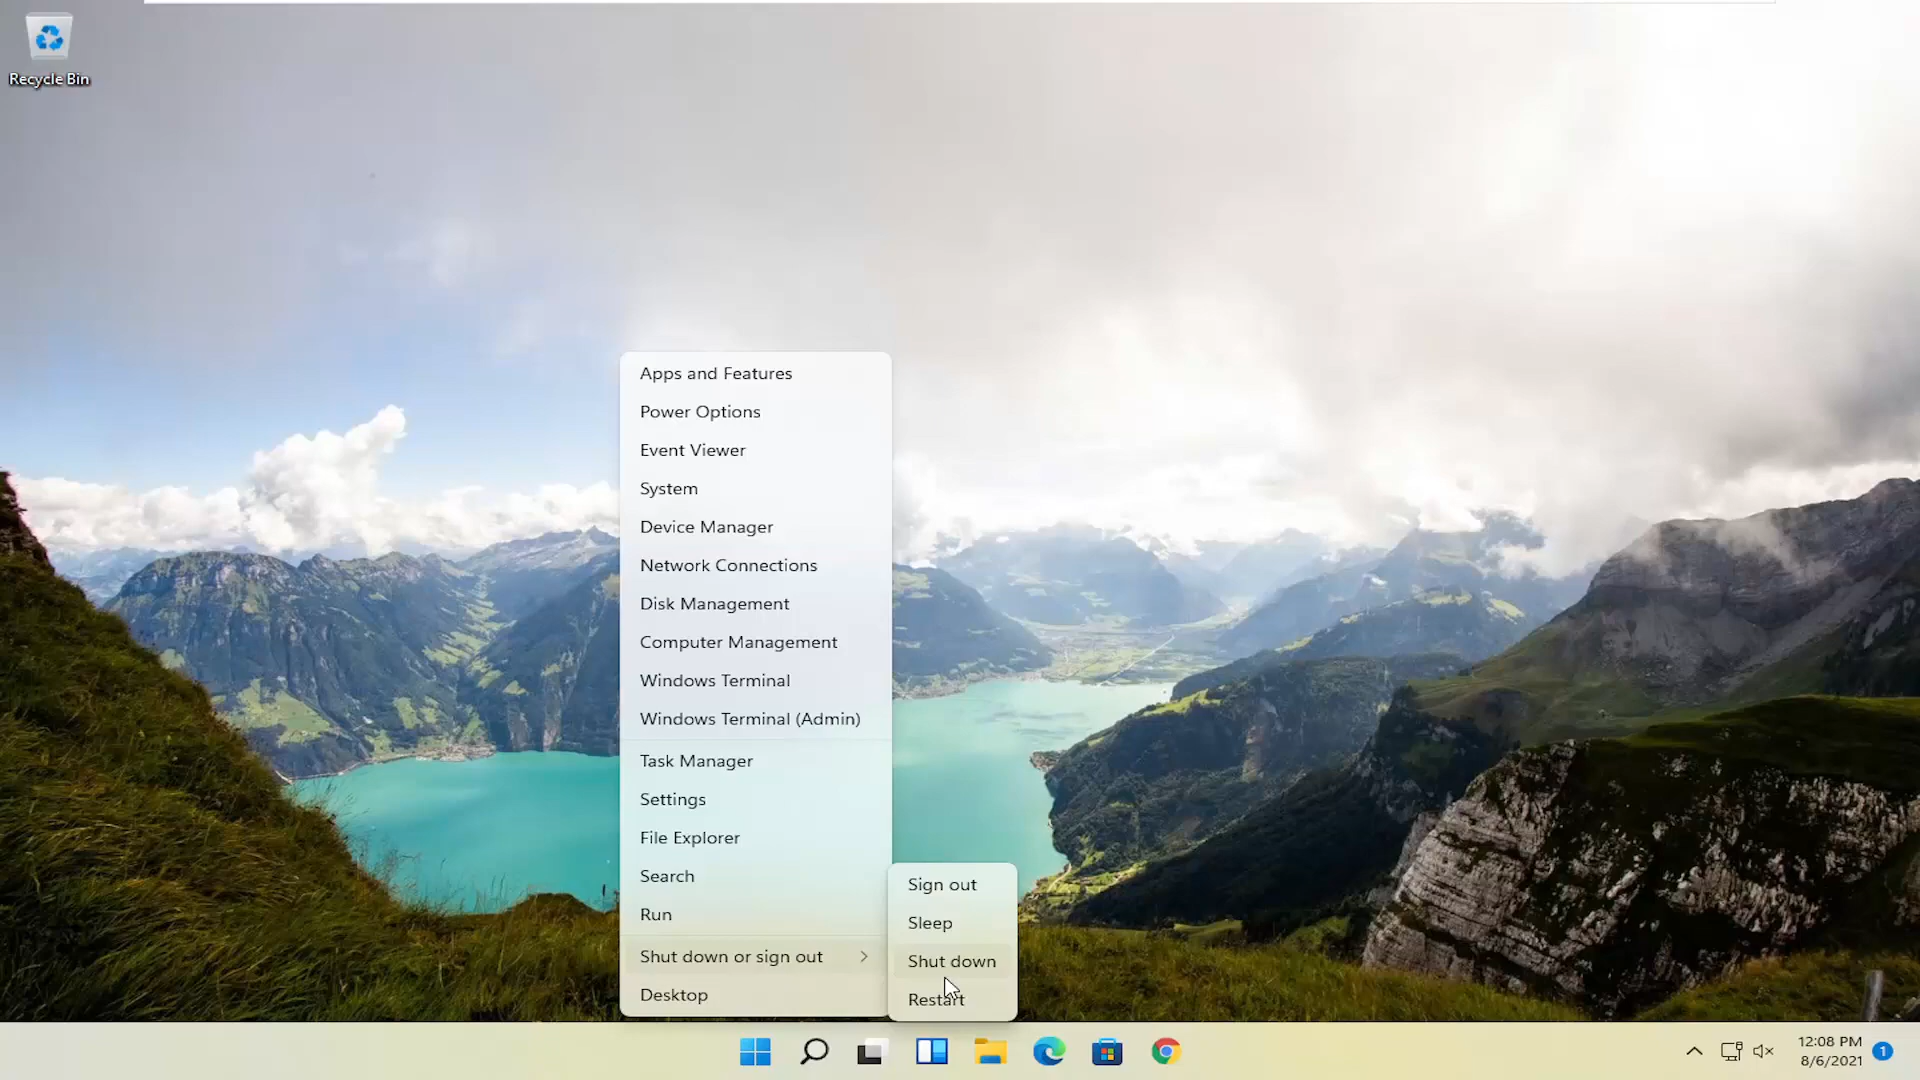 Recycle Bin
Apps and Features
Power Options
Event Viewer
System
Device Manager
Network Connections
Disk Management
Computer Management
Windows Terminal
Windows Terminal (Admin)
Task Manager
Settings
File Explorer
Search
Run
Shut down or sign out
Desktop
Sign out
Sleep
Shut down
Restart
12:08 PM
8/6/2021
1